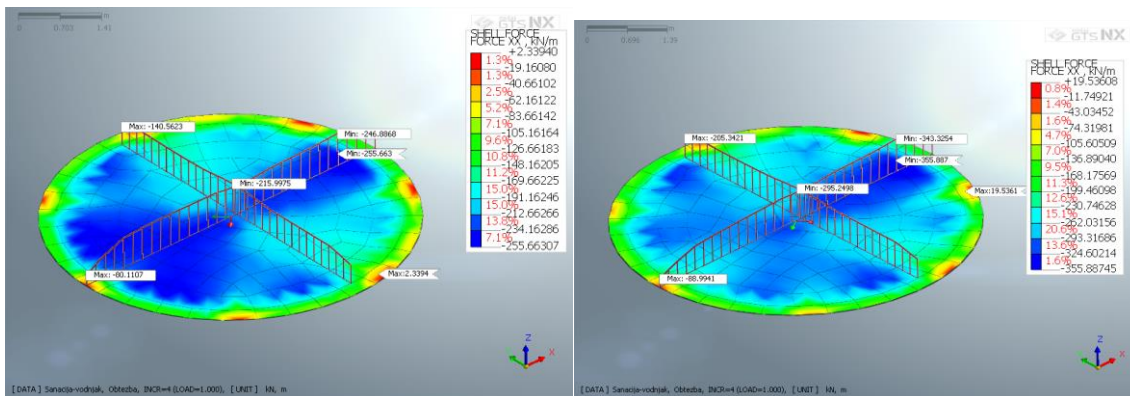 m
0 0.703 1.41
GTS NX
SHELL FORCE
FORCE XX , kN/m
+2.33940
1.3%
-19.16080
1.3%
-40.66102
2.5%
-62.16122
5.2%
-83.66142
7.1%
-105.16164
9.6%
-126.66183
10.8%
-148.16205
11.2%
-169.66225
15.0%
-191.16246
15.0%
-212.66266
13.8%
-234.16286
7.1%
-255.66307
Max: -140.5623
Min: -246.8860
Min: -255.663
Min: -215.9975
Max: -80.1107
Max:2.3394
Z
X
[DATA] Sanacija-vodnjak, Obtezba, INCR=4 (LOAD=1.000), [UNIT] kN, m
m
0 0.696 1.39
GTS NX
SHELL FORCE
FORCE XX , kN/m
+19.53608
0.8%
-11.74921
1.4%
-43.03452
1.6%
-74.31981
4.7%
-105.60509
7.0%
-136.89040
9.5%
-168.17569
11.3%
-199.46098
12.6%
-230.74628
15.1%
-262.03156
20.6%
-293.31686
13.6%
-324.60214
1.6%
-355.88745
Max: -205.3421
Min: -343.3254
Min: -355.887
Max:19.5361
Min: -295.2498
Max: -88.9941
Z
X
[DATA] Sanacija-vodnjak, Obtezba, INCR=4 (LOAD=1.000), [UNIT] kN, m